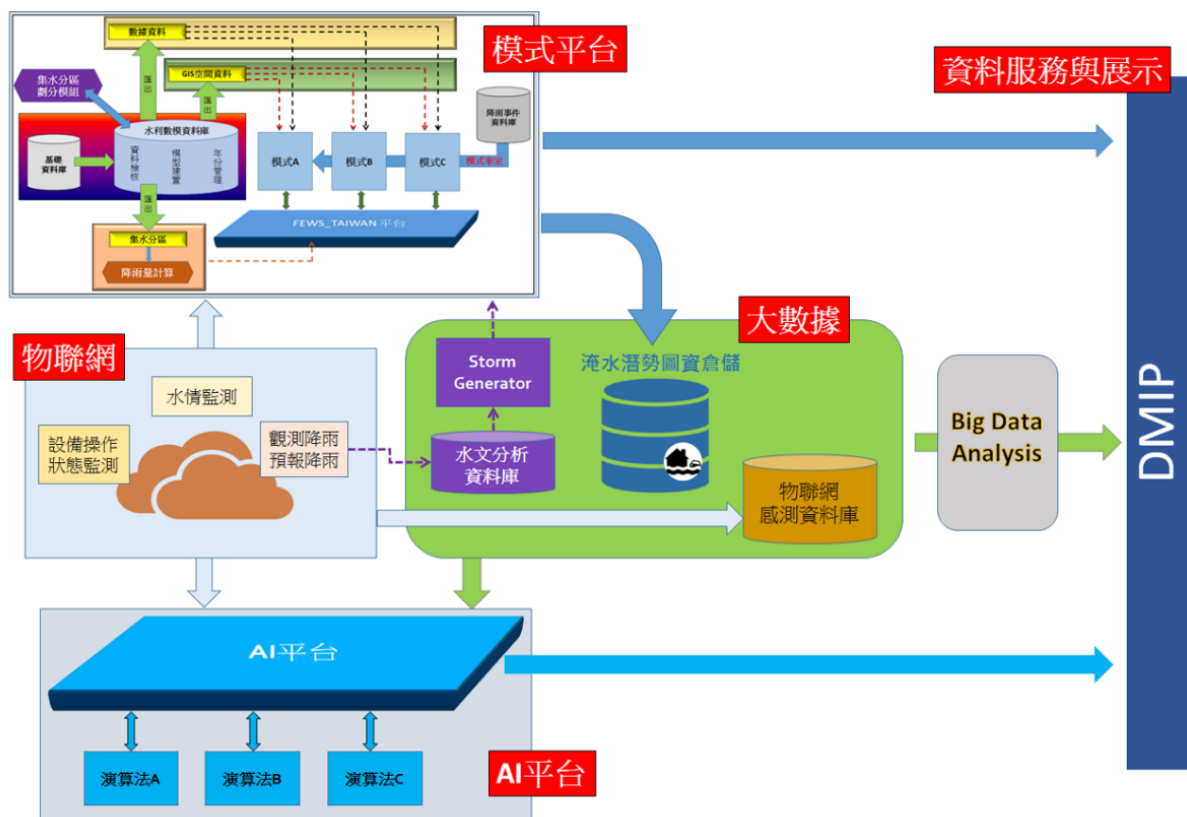 模式平台
資料服務與展示
數據資料
GIS空間資料
集水分區
劃分模組
匯出
匯出
降雨事件
資料庫
水利數模資料庫
基礎
資料庫
資料檢核
模型建置
年份管理
模式A
模式B
模式C
模式率定
匯出
FEWS_TAIWAN 平台
集水分區
降雨量計算
物聯網
水情監測
設備操作
狀態監測
觀測降雨
預報降雨
大數據
Storm
Generator
淹水潛勢圖資倉儲
水文分析
資料庫
物聯網
感測資料庫
Big Data
Analysis
DMIP
AI平台
演算法A
演算法B
演算法C
AI平台